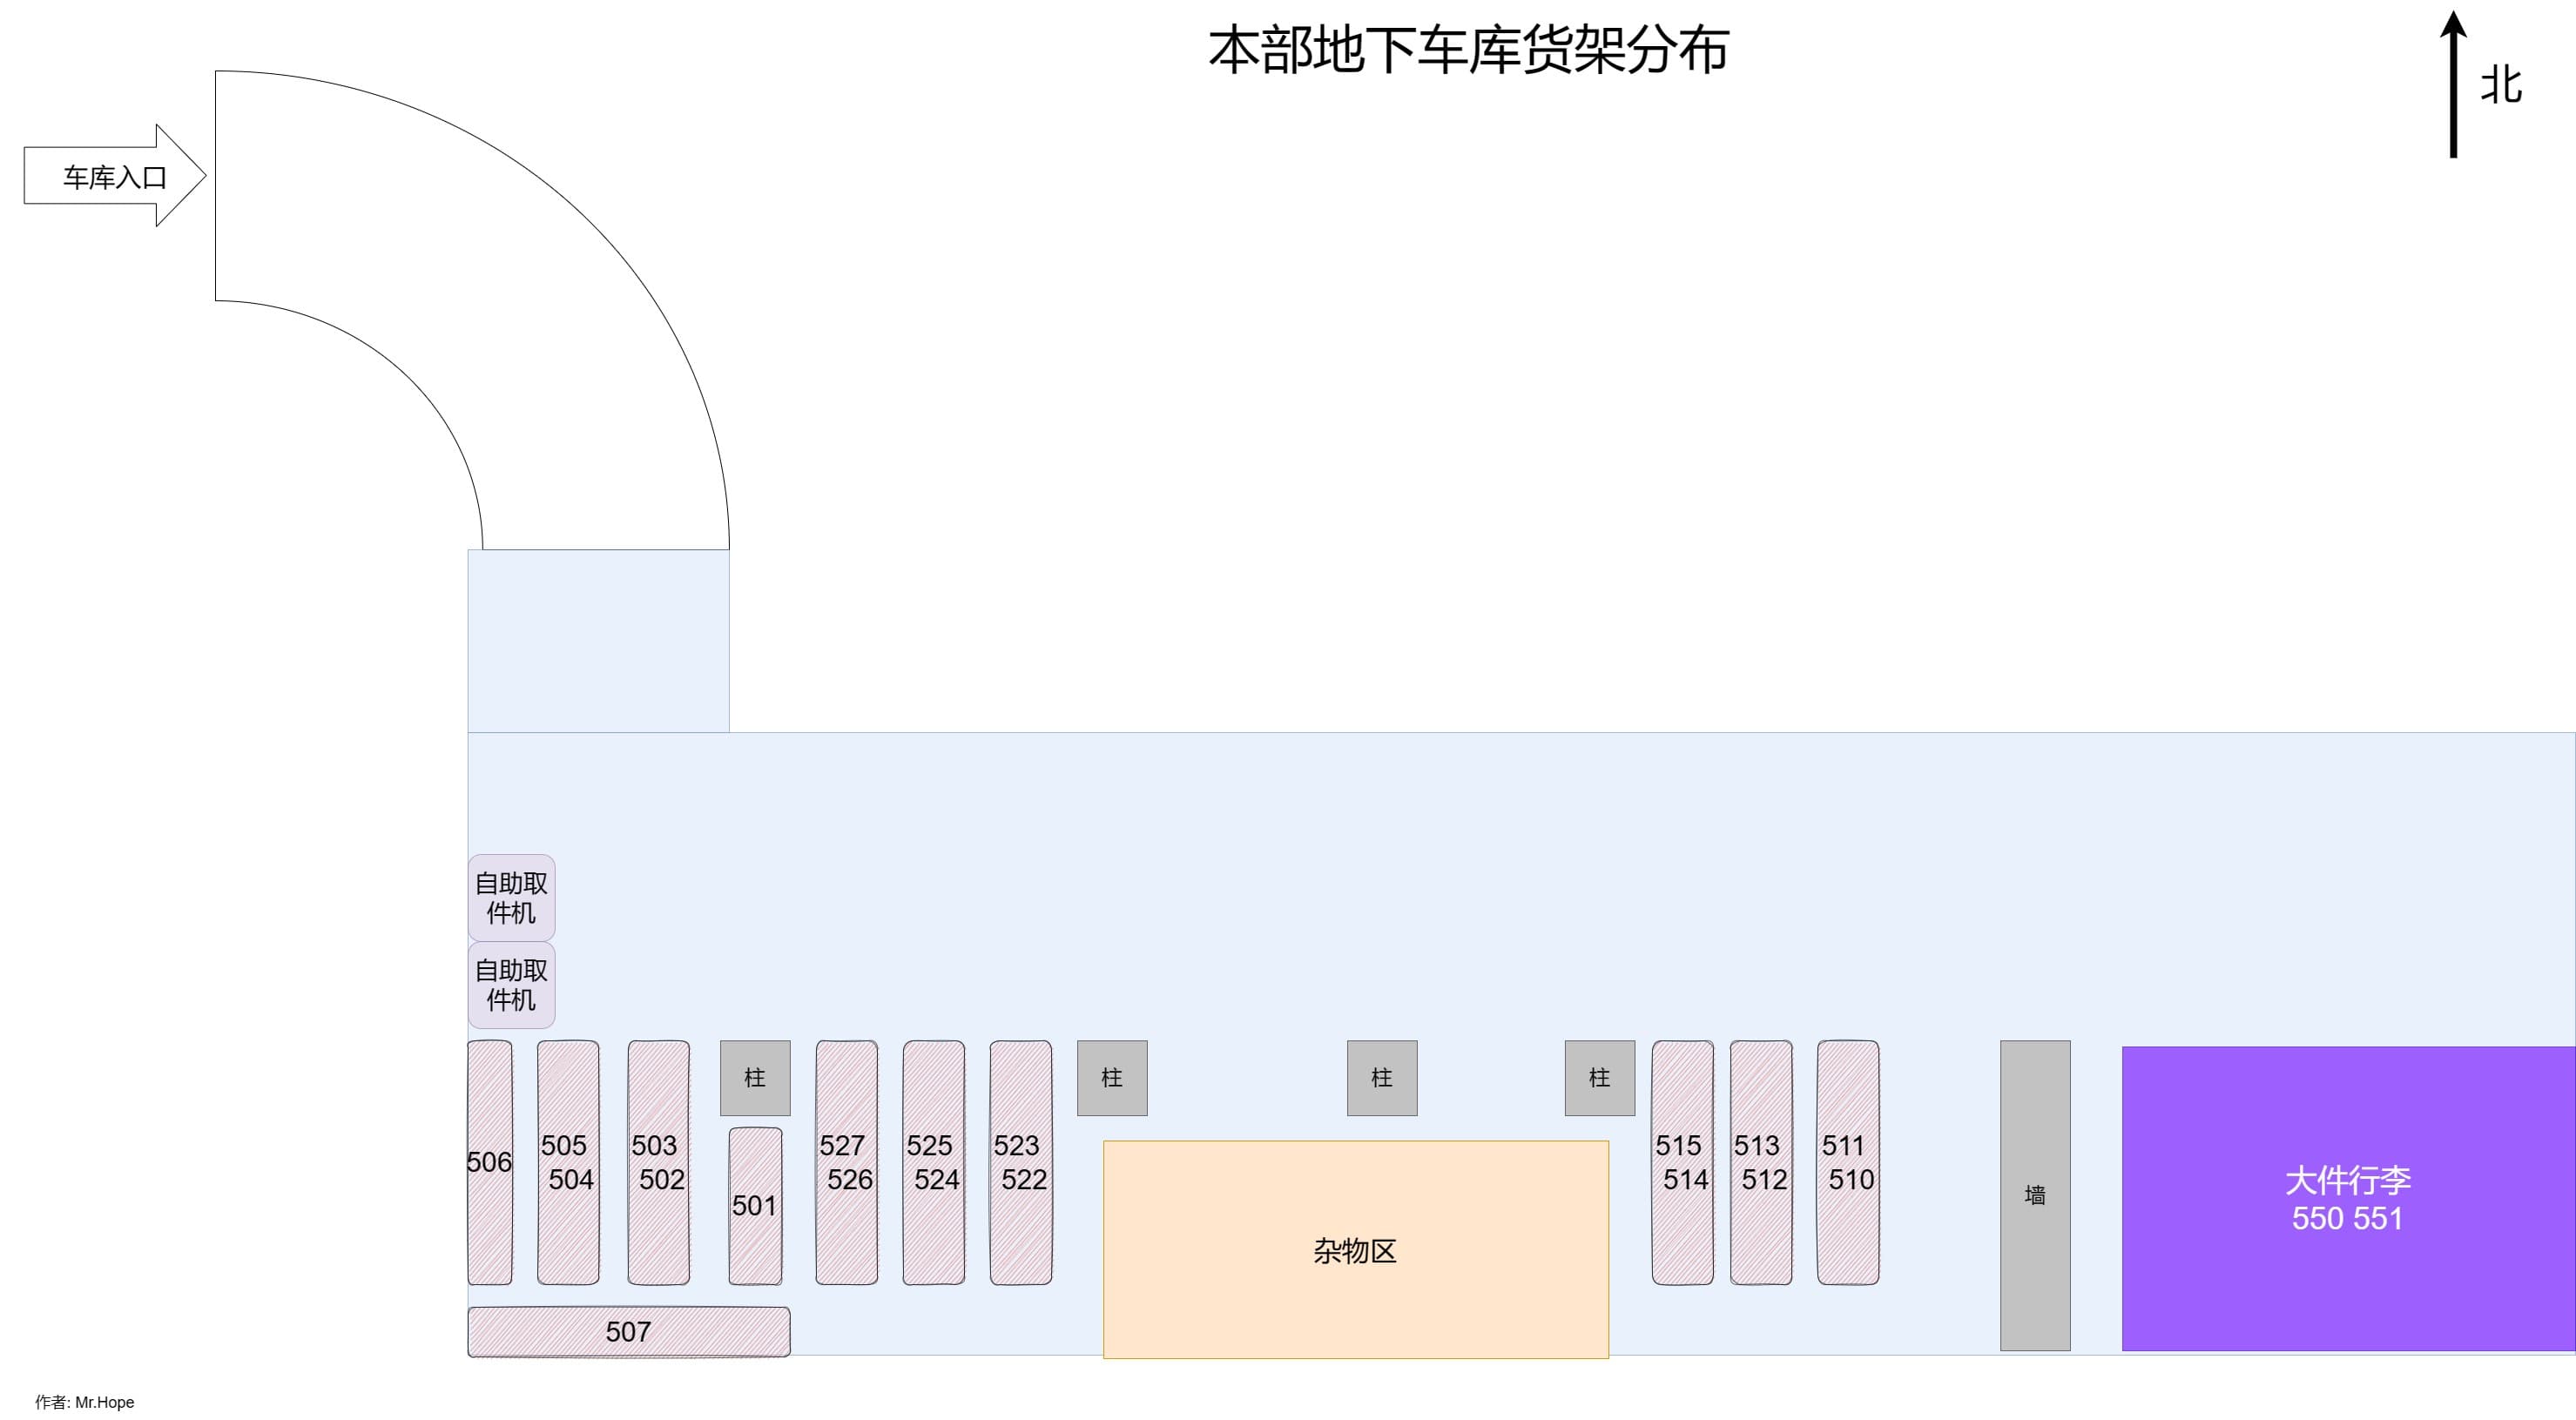 本部地下车库货架分布
北
车库入口
自助取
件机
自助取
件机
506
505
504
503
502
柱
501
527
526
525
524
523
522
柱
柱
柱
515
514
513
512
511
510
墙
大件行李
550 551
杂物区
507
作者: Mr.Hope